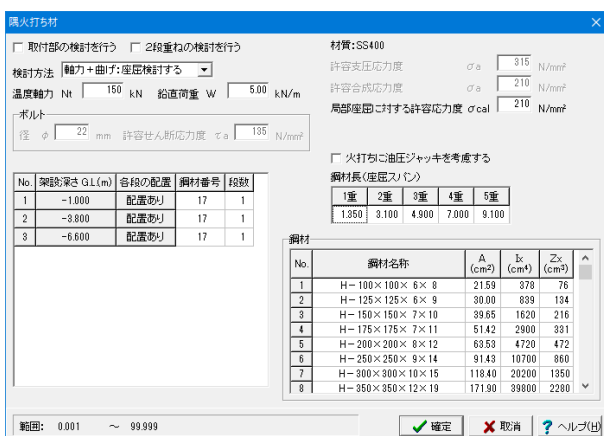 隅火打ち材
取付部の検討を行う 2段重ねの検討を行う
検討方法 軸力+曲げ:座屈検討する
温度軸力 Nt 150 kN 鉛直荷重 W 5.00 kN/m
ボルト
径 φ 22 mm 許容せん断応力度 τa 135 N/mm²
材質:SS400
許容支圧応力度 σa 315 N/mm²
許容合成応力度 σa 210 N/mm²
局部座屈に対する許容応力度 σcal 210 N/mm²
火打ちに油圧ジャッキを考慮する
鋼材長(座屈スパン)
1重 2重 3重 4重 5重
1.350 3.100 4.900 7.000 9.100
No. 架設深さ G.L(m) 各段の配置 鋼材番号 段数
1 -1.000 配置あり 17 1
2 -3.800 配置あり 17 1
3 -6.600 配置あり 17 1
鋼材
No. 鋼材名称 A (cm²) Ix (cm⁴) Zx (cm³)
1 H-100×100× 6× 8 21.59 378 76
2 H-125×125× 6× 9 30.00 839 134
3 H-150×150× 7×10 39.65 1620 216
4 H-175×175× 7×11 51.42 2900 331
5 H-200×200× 8×12 63.53 4720 472
6 H-250×250× 9×14 91.43 10700 860
7 H-300×300×10×15 118.40 20200 1350
8 H-350×350×12×19 171.90 39800 2280
範囲: 0.001 ～ 99.999
確定 取消 ヘルプ(H)